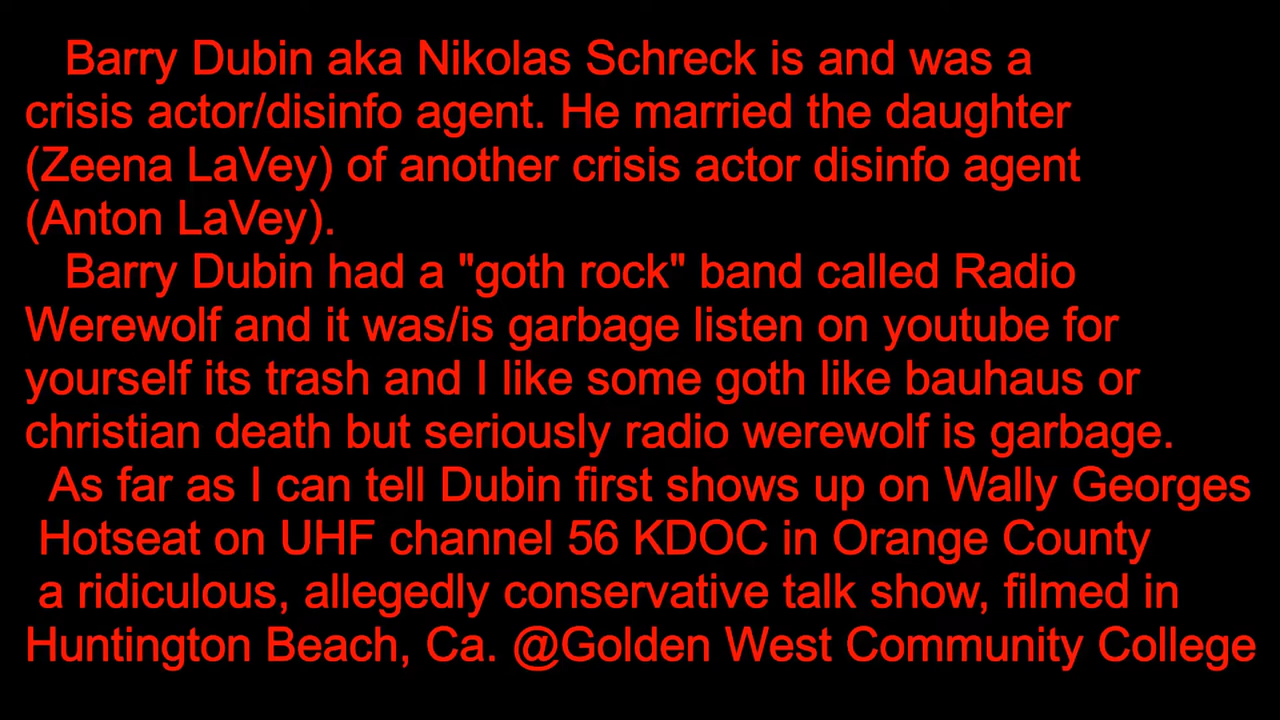 Barry Dubin aka Nikolas Schreck is and was a
crisis actor/disinfo agent. He married the daughter
(Zeena LaVey) of another crisis actor disinfo agent
(Anton LaVey).
Barry Dubin had a "goth rock" band called Radio
Werewolf and it was/is garbage listen on youtube for
yourself its trash and I like some goth like bauhaus or
christian death but seriously radio werewolf is garbage.
As far as I can tell Dubin first shows up on Wally Georges
Hotseat on UHF channel 56 KDOC in Orange County
a ridiculous, allegedly conservative talk show, filmed in
Huntington Beach, Ca. @Golden West Community College